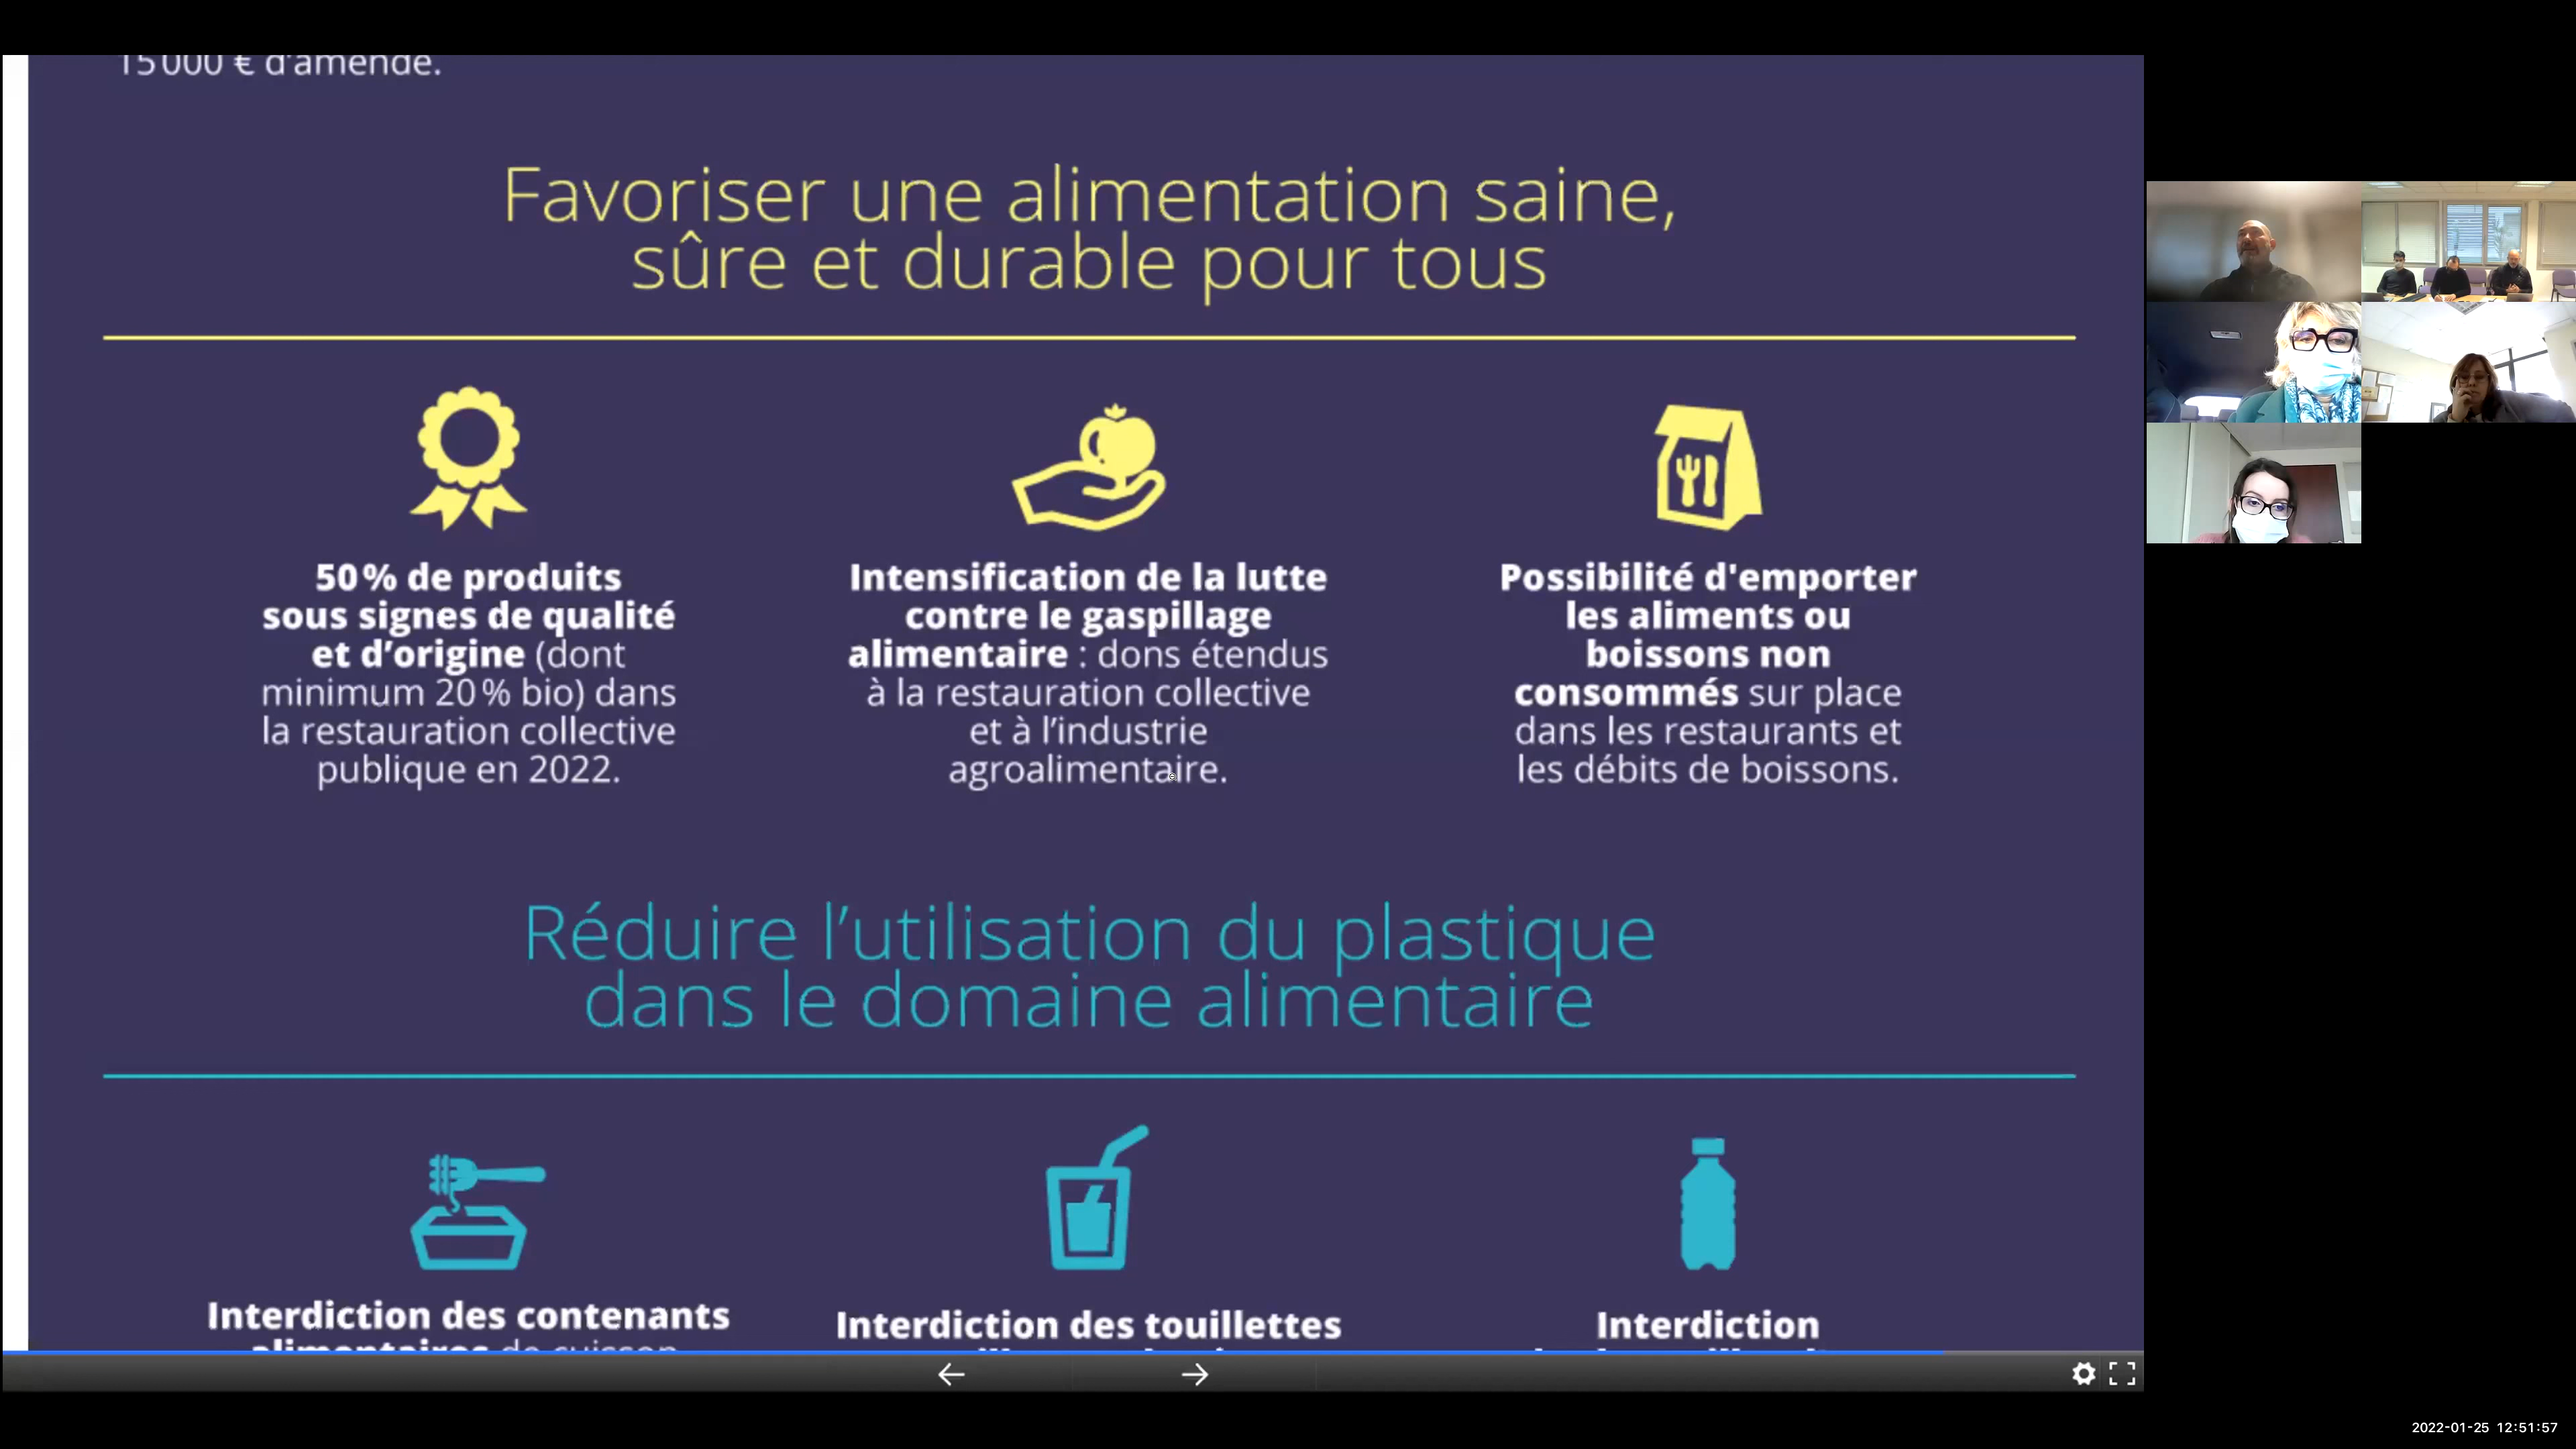 15 000 € d'amende.
Favoriser une alimentation saine,
sûre et durable pour tous
50 % de produits
sous signes de qualité
et d’origine (dont
minimum 20 % bio) dans
la restauration collective
publique en 2022.
Intensification de la lutte
contre le gaspillage
alimentaire : dons étendus
à la restauration collective
et à l’industrie
agroalimentaire.
Possibilité d'emporter
les aliments ou
boissons non
consommés sur place
dans les restaurants et
les débits de boissons.
Réduire l’utilisation du plastique
dans le domaine alimentaire
Interdiction des contenants
alimentaires de cuisson
Interdiction des touillettes
Interdiction
2022-01-25 12:51:57